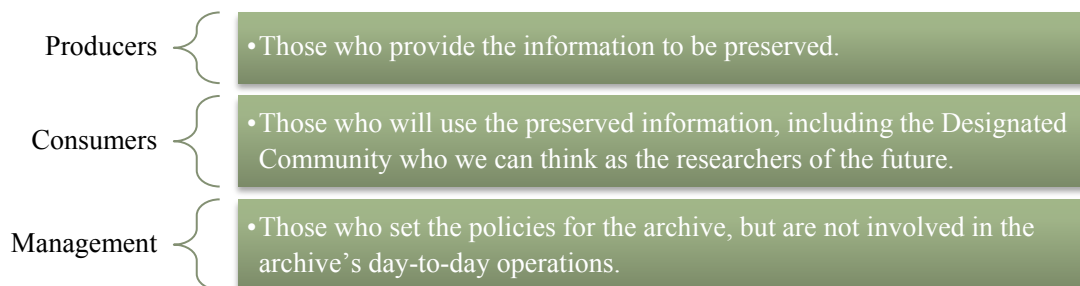 Producers
•Those who provide the information to be preserved.
Consumers
•Those who will use the preserved information, including the Designated
Community who we can think as the researchers of the future.
Management
•Those who set the policies for the archive, but are not involved in the
archive's day-to-day operations.